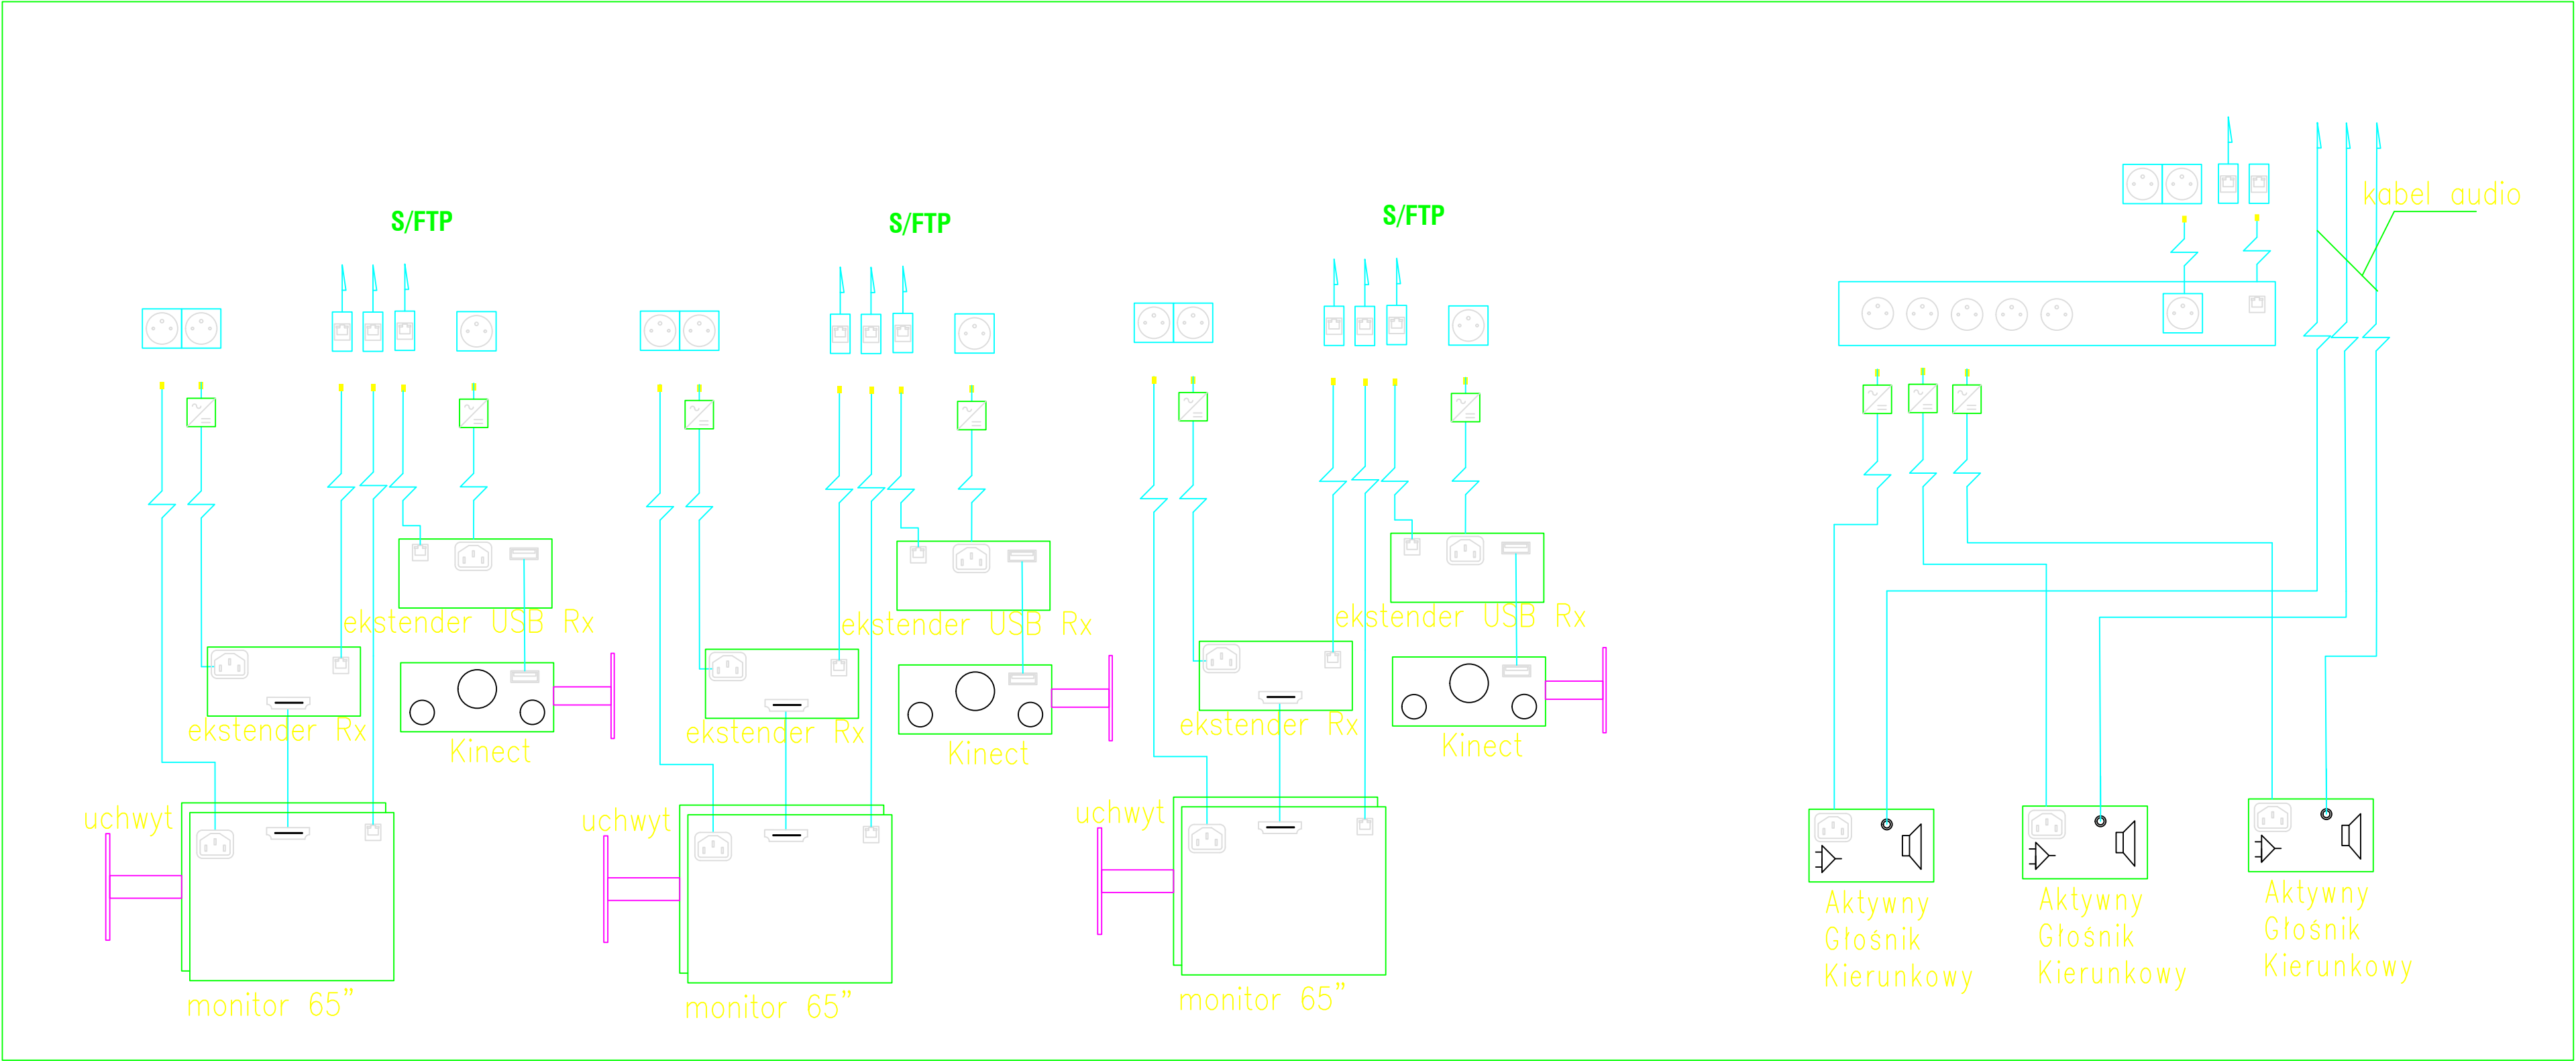 kabel audio
S/FTP
S/FTP
S/FTP
ekstender USB Rx
ekstender USB Rx
ekstender USB Rx
ekstender Rx
ekstender Rx
ekstender Rx
Kinect
Kinect
Kinect
uchwyt
uchwyt
uchwyt
monitor 65”
monitor 65”
monitor 65”
Aktywny
Głośnik
Kierunkowy
Aktywny
Głośnik
Kierunkowy
Aktywny
Głośnik
Kierunkowy